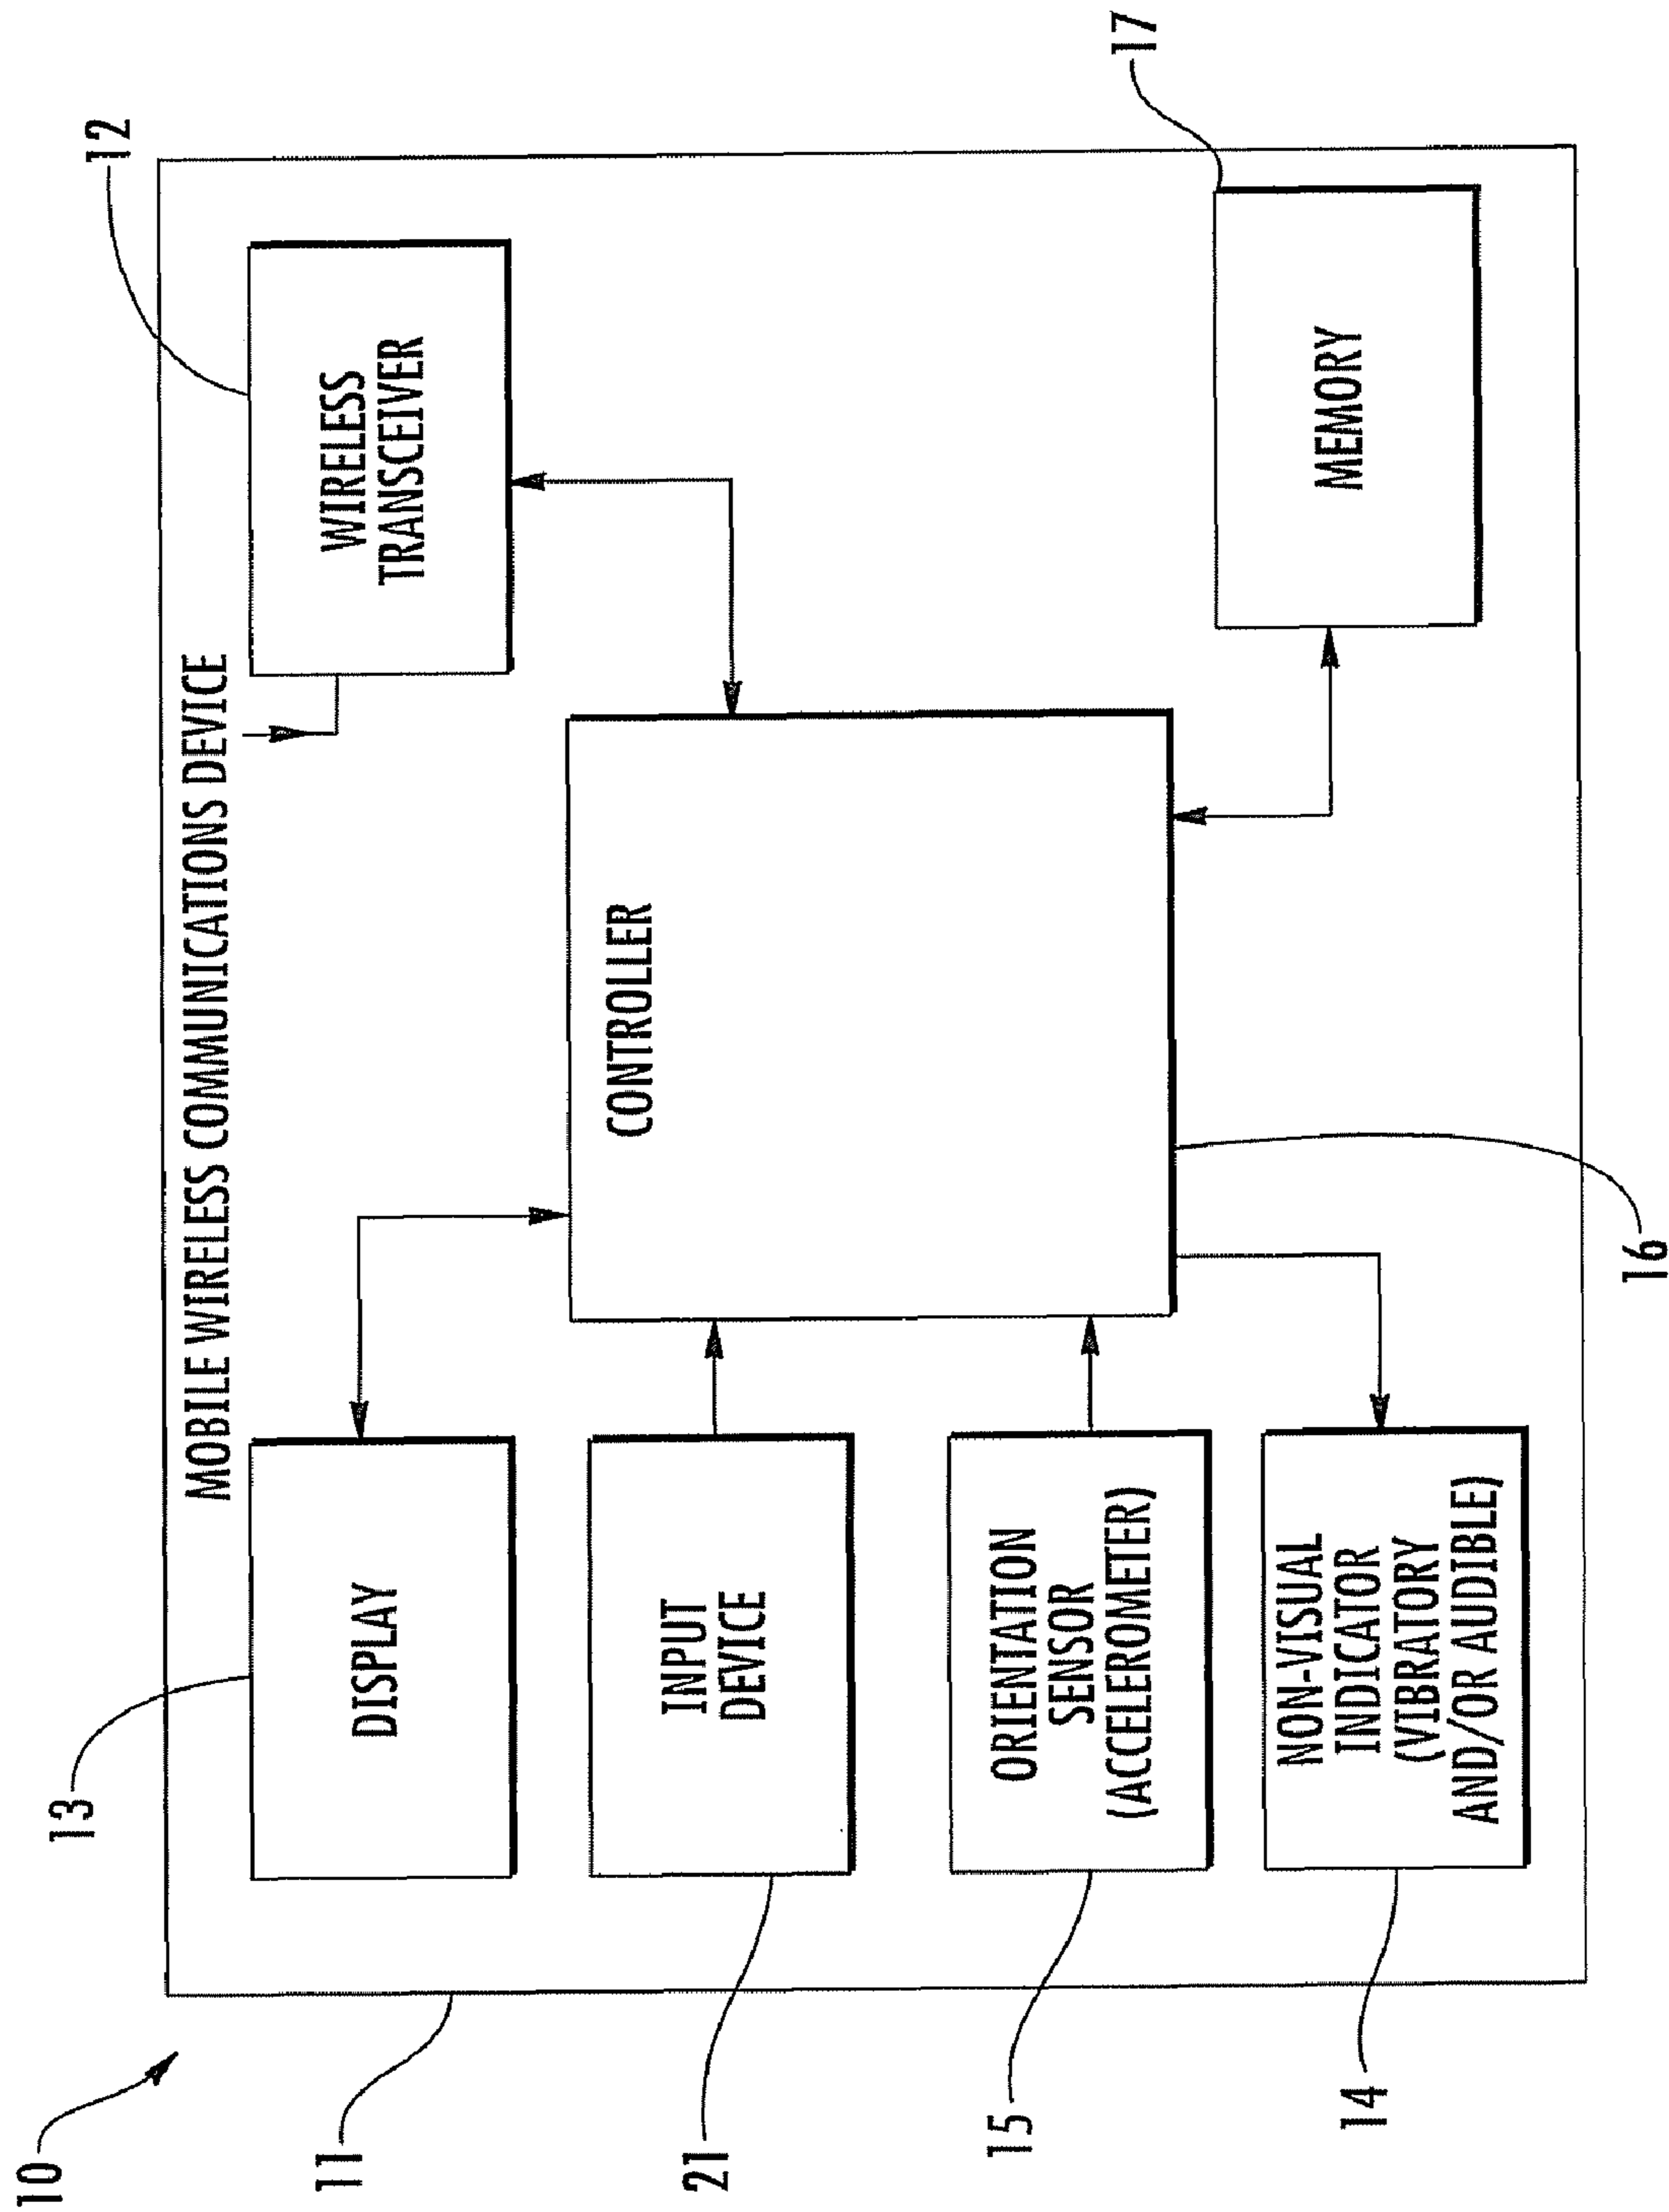 MOBILE WIRELESS COMMUNICATIONS DEVICE
10
11
13
DISPLAY
12
WIRELESS
TRANSCEIVER
CONTROLLER
21
INPUT
DEVICE
15
ORIENTATION
SENSOR
(ACCELEROMETER)
14
NON-VISUAL
INDICATOR
(VIBRATORY
AND/OR AUDIBLE)
16
MEMORY
17